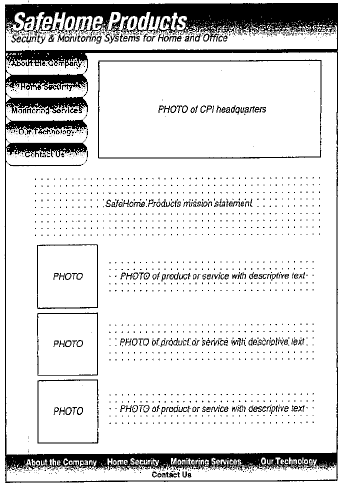 SafeHome Products
Security & Monitoring Systems for Home and Office
About the Company
Home Security
Monitoring Services
Our Technology
Contact Us
PHOTO of CPI headquarters
SafeHome Products mission statement
PHOTO
PHOTO of product or service with descriptive text
PHOTO
PHOTO of product or service with descriptive text
PHOTO
PHOTO of product or service with descriptive text
About the Company Home Security Monitoring Services Our Technology
Contact Us